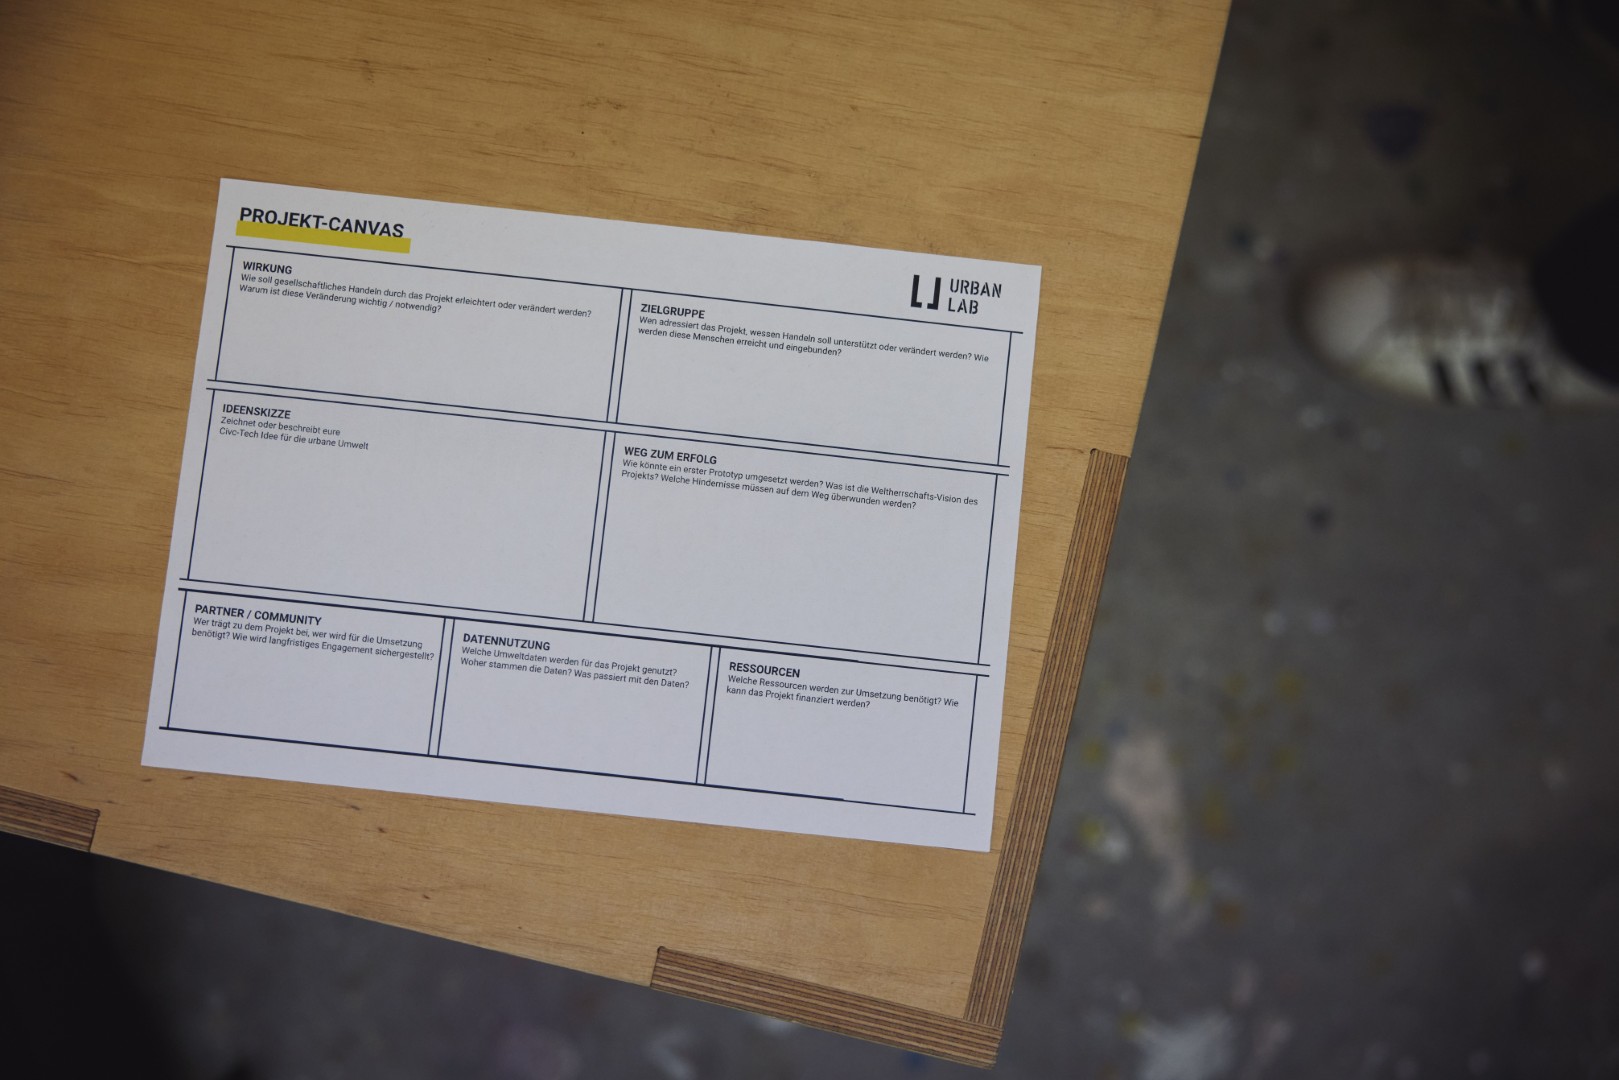 PROJEKT-CANVAS
URBAN
LAB
WIRKUNG
Wie soll gesellschaftliches Handeln durch das Projekt erleichtert oder verändert werden?
Warum ist diese Veränderung wichtig / notwendig?
ZIELGRUPPE
Wen adressiert das Projekt, wessen Handeln soll unterstützt oder verändert werden? Wie
werden diese Menschen erreicht und eingebunden?
IDEENSKIZZE
Zeichnet oder beschreibt eure
Civc-Tech Idee für die urbane Umwelt
WEG ZUM ERFOLG
Wie könnte ein erster Prototyp umgesetzt werden? Was ist die Weltherrschafts-Vision des
Projekts? Welche Hindernisse müssen auf dem Weg überwunden werden?
PARTNER / COMMUNITY
Wer trägt zu dem Projekt bei, wer wird für die Umsetzung
benötigt? Wie wird langfristiges Engagement sichergestellt?
DATENNUTZUNG
Welche Umweltdaten werden für das Projekt genutzt?
Woher stammen die Daten? Was passiert mit den Daten?
RESSOURCEN
Welche Ressourcen werden zur Umsetzung benötigt? Wie
kann das Projekt finanziert werden?